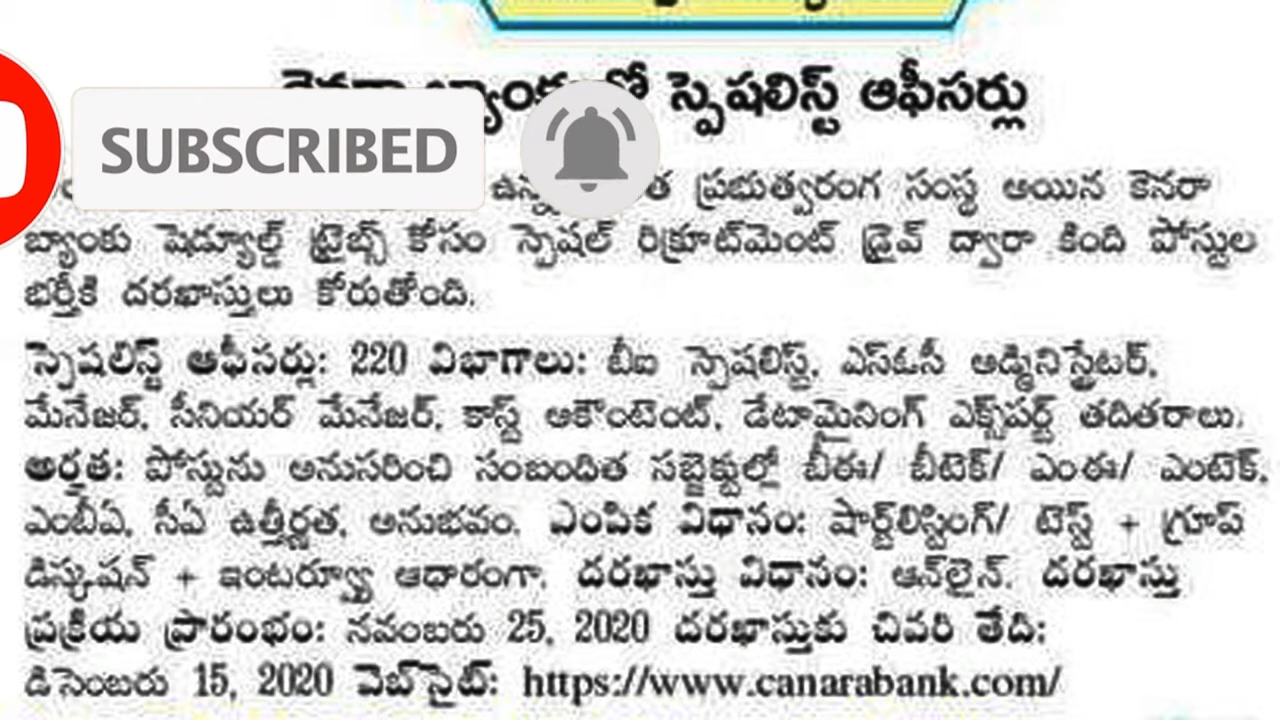 స్పెషలిస్ట్ ఆఫీసర్లు
SUBSCRIBED
ప్రభుత్వరంగ సంస్థ అయిన కెనరా
బ్యాంకు షెడ్యూల్డ్ ట్రైబ్స్ కోసం స్పెషల్ రిక్రూట్‌మెంట్ డ్రైవ్ ద్వారా కింది పోస్టుల
భర్తీకి దరఖాస్తులు కోరుతోంది.
స్పెషలిస్ట్ ఆఫీసర్లు: 220 విభాగాలు: బీఐ స్పెషలిస్ట్, ఎస్ఓసీ అడ్మినిస్ట్రేటర్,
మేనేజర్, సీనియర్ మేనేజర్, కాస్ట్ అకౌంటెంట్, డేటామైనింగ్ ఎక్స్‌పర్ట్ తదితరాలు.
అర్హత: పోస్టును అనుసరించి సంబంధిత సబ్జెక్టుల్లో బీఈ/ బీటెక్/ ఎంఈ/ ఎంటెక్,
ఎంబీఏ, సీఏ ఉత్తీర్ణత, అనుభవం. ఎంపిక విధానం: షార్ట్‌లిస్టింగ్/ టెస్ట్ + గ్రూప్
డిస్కషన్ + ఇంటర్వ్యూ ఆధారంగా. దరఖాస్తు విధానం: ఆన్‌లైన్. దరఖాస్తు
ప్రక్రియ ప్రారంభం: నవంబరు 25, 2020 దరఖాస్తుకు చివరి తేది:
డిసెంబరు 15, 2020 వెబ్‌సైట్: https://www.canarabank.com/